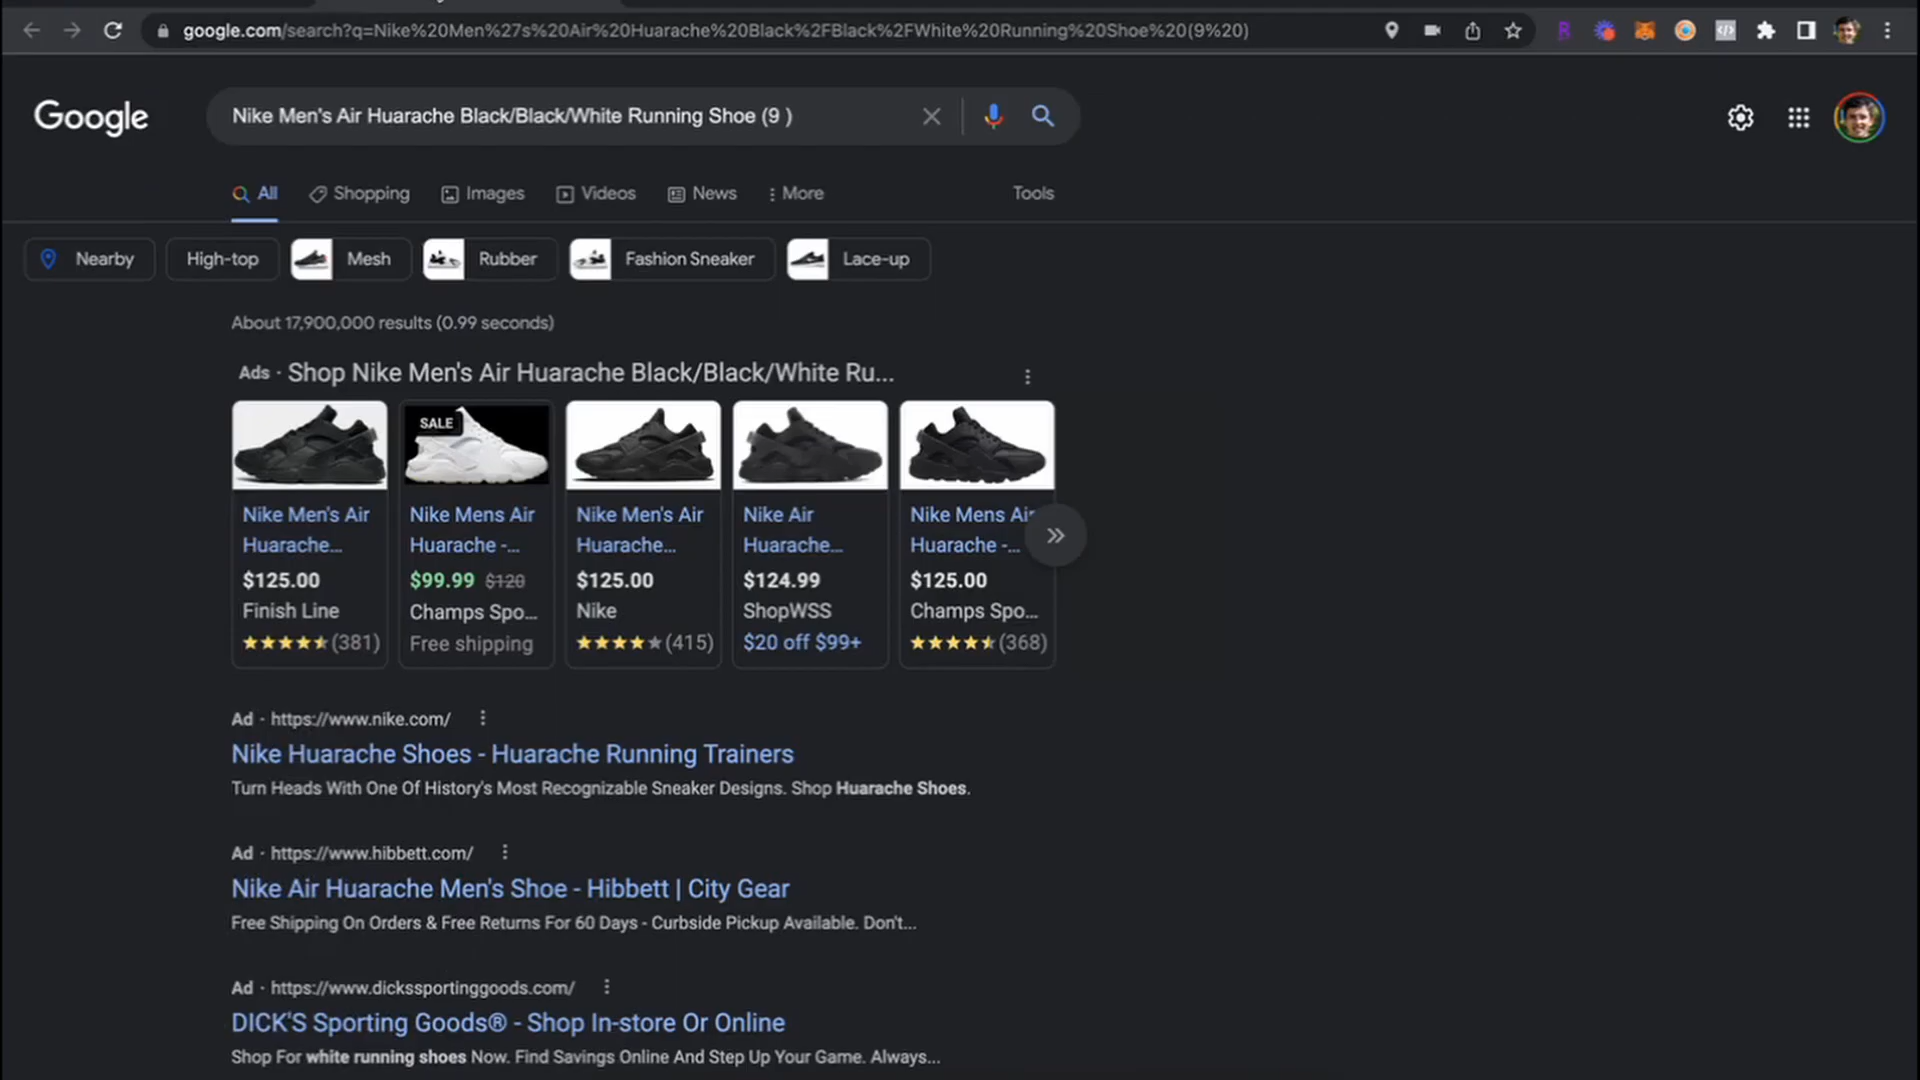 google.com/search?q=Nike%20Men%27s%20Air%20Huarache%20Black%2FBlack%2FWhite%20Running%20Shoe%20(9%20)
Google
Nike Men's Air Huarache Black/Black/White Running Shoe (9 )
All
Shopping
Images
Videos
News
More
Tools
Nearby
High-top
Mesh
Rubber
Fashion Sneaker
Lace-up
About 17,900,000 results (0.99 seconds)
Ads · Shop Nike Men's Air Huarache Black/Black/White Ru...
Nike Men's Air
Huarache...
$125.00
Finish Line
(381)
SALE
Nike Mens Air
Huarache -...
$99.99 $120
Champs Spo...
Free shipping
Nike Men's Air
Huarache...
$125.00
Nike
(415)
Nike Air
Huarache...
$124.99
ShopWSS
$20 off $99+
Nike Mens Air
Huarache -...
$125.00
Champs Spo...
(368)
Ad · https://www.nike.com/
Nike Huarache Shoes - Huarache Running Trainers
Turn Heads With One Of History's Most Recognizable Sneaker Designs. Shop Huarache Shoes.
Ad · https://www.hibbett.com/
Nike Air Huarache Men's Shoe - Hibbett | City Gear
Free Shipping On Orders & Free Returns For 60 Days - Curbside Pickup Available. Don't...
Ad · https://www.dickssportinggoods.com/
DICK'S Sporting Goods® - Shop In-store Or Online
Shop For white running shoes Now. Find Savings Online And Step Up Your Game. Always...